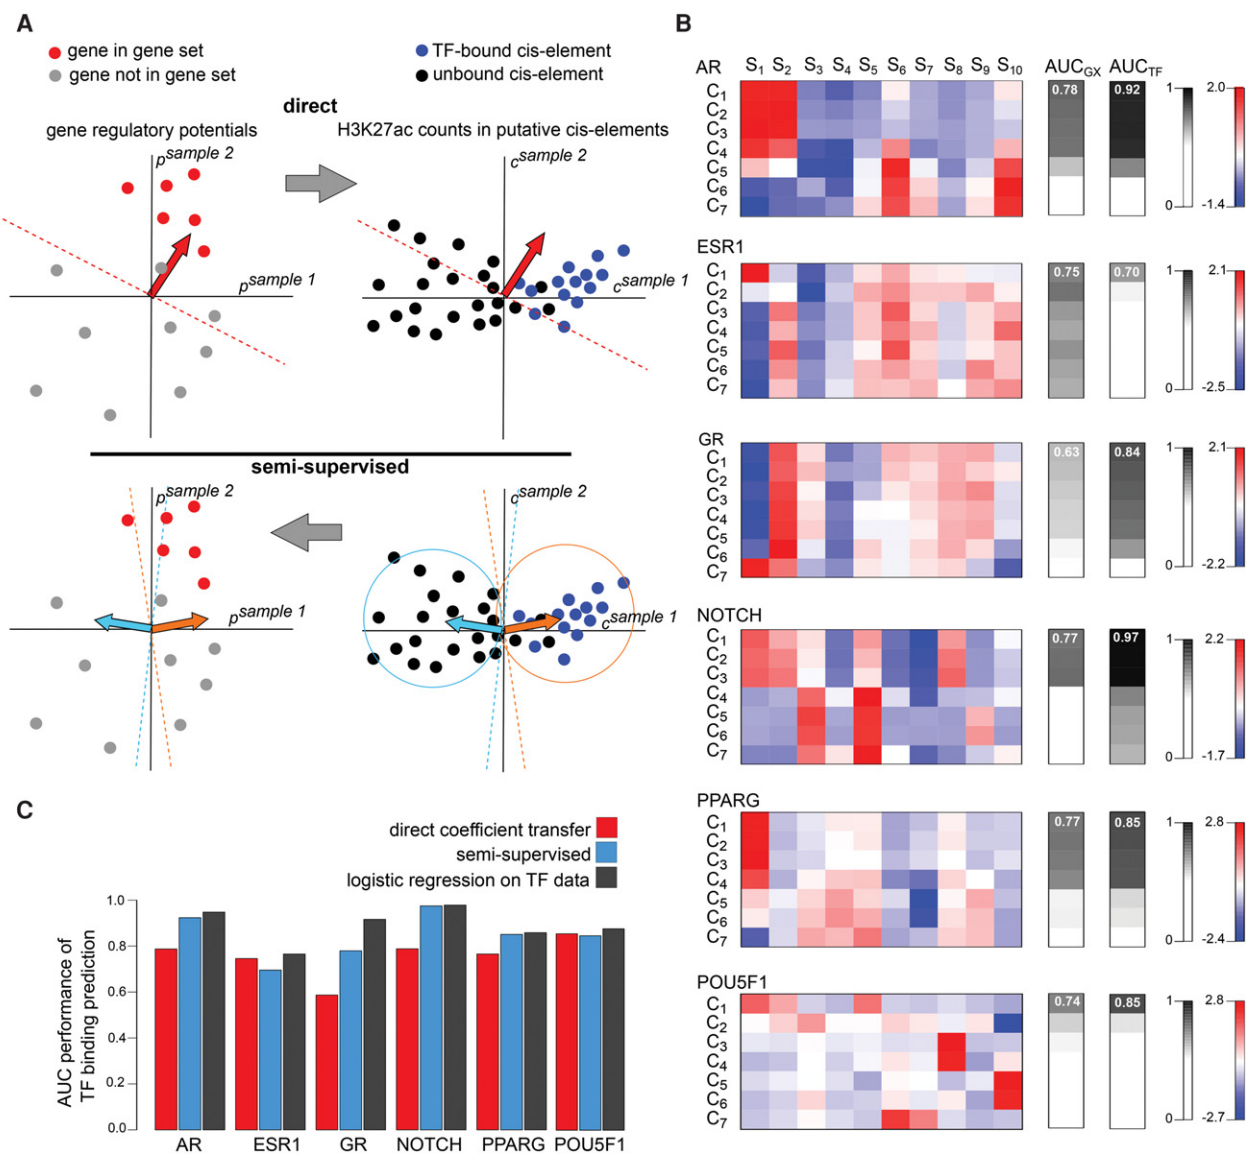 A
gene in gene set
gene not in gene set
TF-bound cis-element
unbound cis-element
direct
gene regulatory potentials
H3K27ac counts in putative cis-elements
p sample 2
p sample 1
c sample 2
c sample 1
semi-supervised
p sample 2
p sample 1
c sample 2
c sample 1
B
AR S1 S2 S3 S4 S5 S6 S7 S8 S9 S10 AUCGX AUCTF
C1
C2
C3
C4
C5
C6
C7
0.78 0.92
1 2.0
0 -1.4
ESR1
C1
C2
C3
C4
C5
C6
C7
0.75 0.70
1 2.1
0 -2.5
GR
C1
C2
C3
C4
C5
C6
C7
0.63 0.84
1 2.1
0 -2.2
NOTCH
C1
C2
C3
C4
C5
C6
C7
0.77 0.97
1 2.2
0 -1.7
PPARG
C1
C2
C3
C4
C5
C6
C7
0.77 0.85
1 2.8
0 -2.4
POU5F1
C1
C2
C3
C4
C5
C6
C7
0.74 0.85
1 2.8
0 -2.7
C
direct coefficient transfer
semi-supervised
logistic regression on TF data
AUC performance of
TF binding prediction
1.0
0.8
0.6
0.4
0.2
0.0
AR ESR1 GR NOTCH PPARG POU5F1